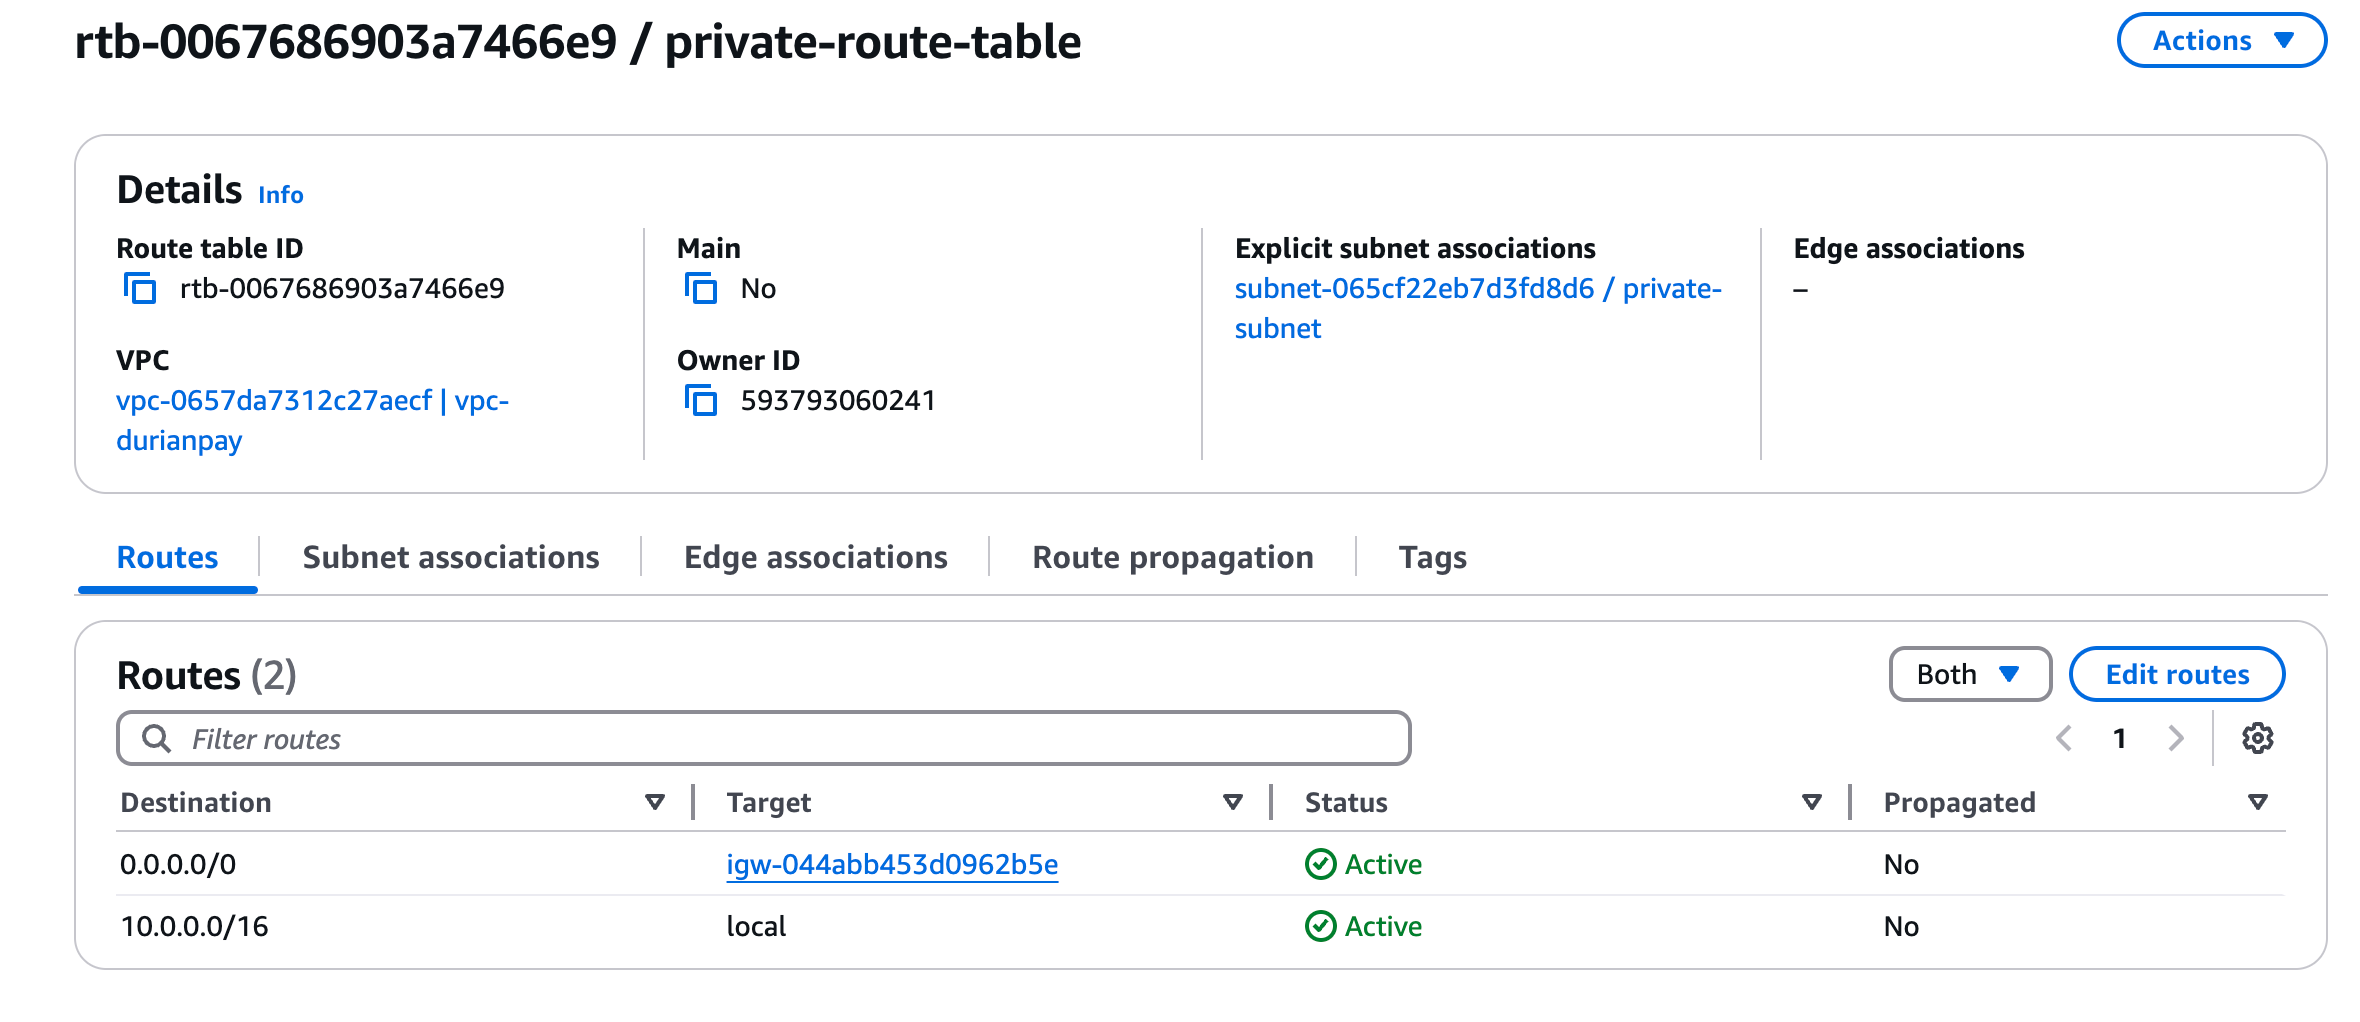 rtb-0067686903a7466e9 / private-route-table
Actions
Details Info
Route table ID
rtb-0067686903a7466e9
Main
No
Explicit subnet associations
subnet-065cf22eb7d3fd8d6 / private-
subnet
Edge associations
–
VPC
vpc-0657da7312c27aecf | vpc-
durianpay
Owner ID
593793060241
Routes
Subnet associations
Edge associations
Route propagation
Tags
Routes (2)
Both
Edit routes
Filter routes
1
Destination Target Status Propagated
0.0.0.0/0 igw-044abb453d0962b5e Active No
10.0.0.0/16 local Active No